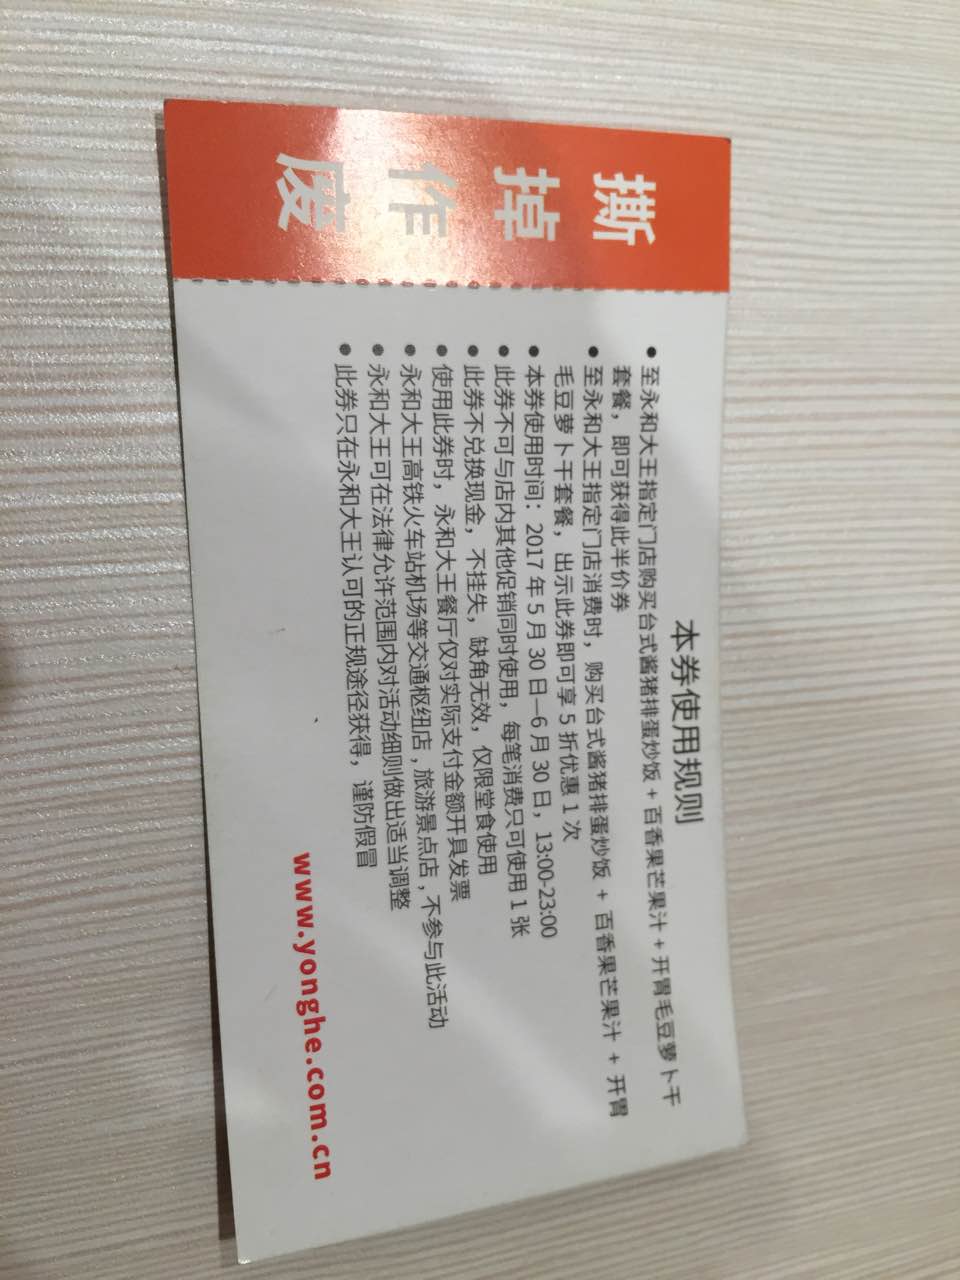 撕掉作废
本券使用规则
● 至永和大王指定门店购买台式酱猪排蛋炒饭 + 百香果芒果汁 + 开胃毛豆萝卜干
套餐，即可获得此半价券
● 至永和大王指定门店消费时，购买台式酱猪排蛋炒饭 + 百香果芒果汁 + 开胃
毛豆萝卜干套餐，出示此券即可享 5 折优惠 1 次
● 本券使用时间：2017 年 5 月 30 日—6 月 30 日，13:00-23:00
● 此券不可与店内其他促销同时使用，每笔消费只可使用 1 张
● 此券不兑换现金，不挂失，缺角无效，仅限堂食使用
● 使用此券时，永和大王餐厅仅对实际支付金额开具发票
● 永和大王高铁火车站机场等交通枢纽店,旅游景点店,不参与此活动
● 永和大王可在法律允许范围内对活动细则做出适当调整
● 此券只在永和大王认可的正规途径获得，谨防假冒
www.yonghe.com.cn